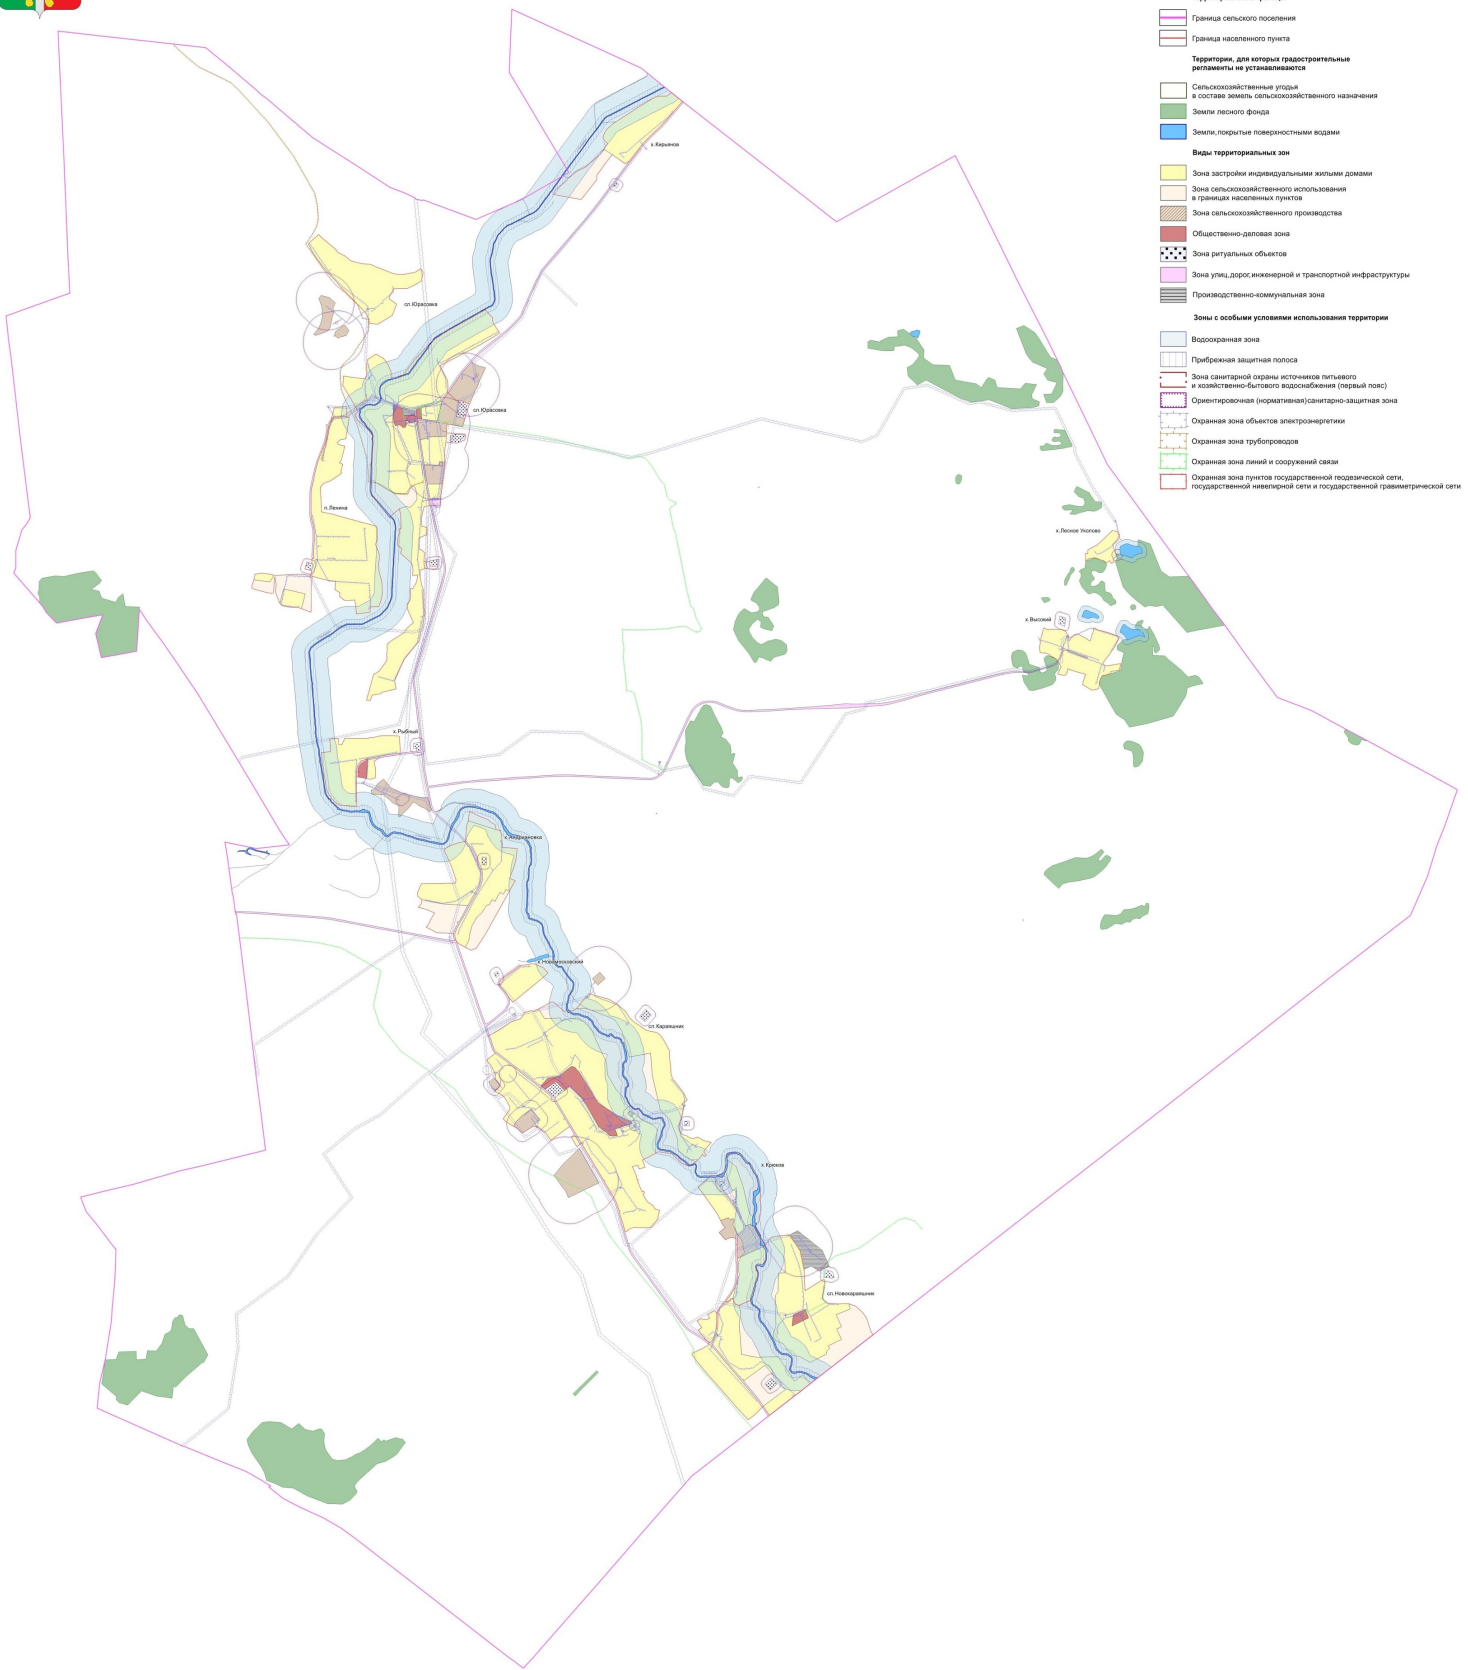 Граница сельского поселения
Граница населенного пункта
Территории, для которых градостроительные
регламенты не устанавливаются
Сельскохозяйственные угодья
в составе земель сельскохозяйственного назначения
Земли лесного фонда
Земли,покрытые поверхностными водами
Виды территориальных зон
Зона застройки индивидуальными жилыми домами
Зона сельскохозяйственного использования
в границах населенных пунктов
Зона сельскохозяйственного производства
Общественно-деловая зона
Зона ритуальных объектов
Зона улиц,дорог,инженерной и транспортной инфраструктуры
Производственно-коммунальная зона
Зоны с особыми условиями использования территории
Водоохранная зона
Прибрежная защитная полоса
Зона санитарной охраны источников питьевого
и хозяйственно-бытового водоснабжения (первый пояс)
Ориентировочная (нормативная)санитарно-защитная зона
Охранная зона объектов электроэнергетики
Охранная зона трубопроводов
Охранная зона линий и сооружений связи
Охранная зона пунктов государственной геодезической сети,
государственной нивелирной сети и государственной гравиметрической сети
х.Кирьянов
сл.Юрасовка
сл.Юрасовка
п.Ленина
х.Лесное Уколово
х.Высокий
х.Рыбный
х.Андриановка
х.Новомосковский
сл.Караяшник
х.Крюков
сл.Новокараяшник